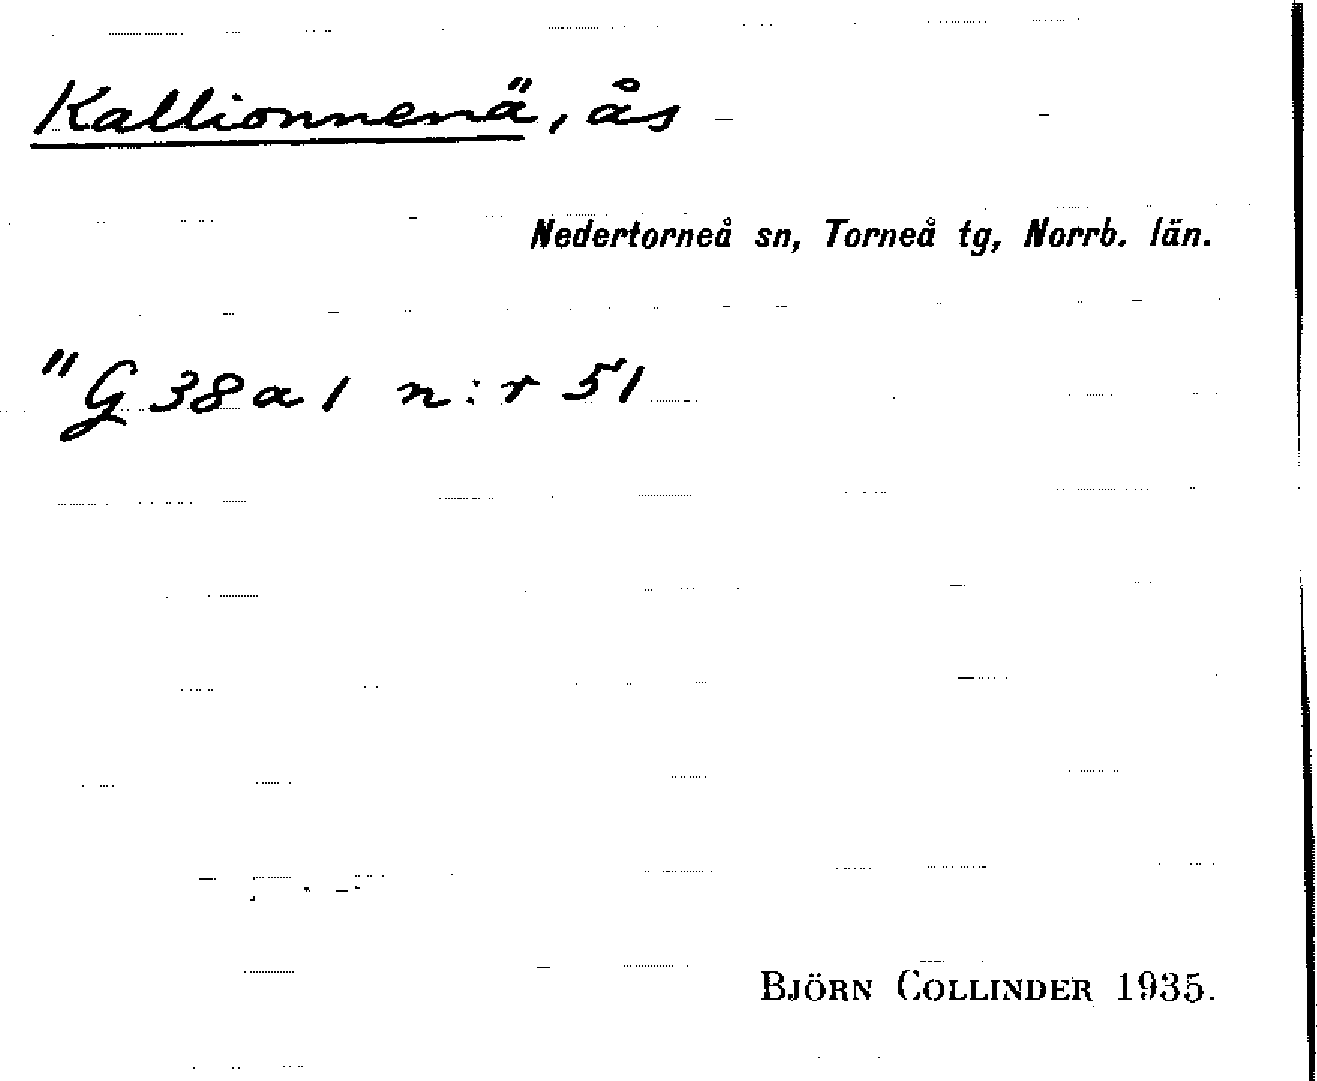 Kallionnenä, ås
Nedertorneå sn, Torneå tg, Norrb. län.
"G 38 a 1 n:r 51
BJÖRN COLLINDER 1935.